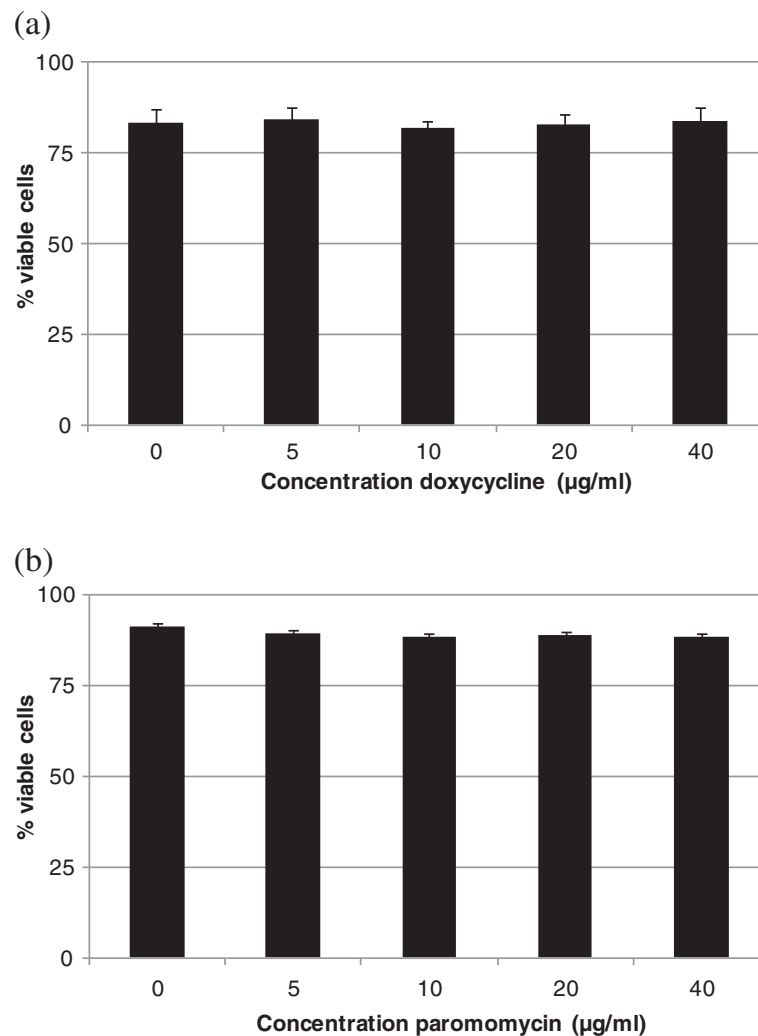 (a)
100
75
50
25
0
% viable cells
0 5 10 20 40
Concentration doxycycline (µg/ml)
(b)
100
75
50
25
0
% viable cells
0 5 10 20 40
Concentration paromomycin (µg/ml)